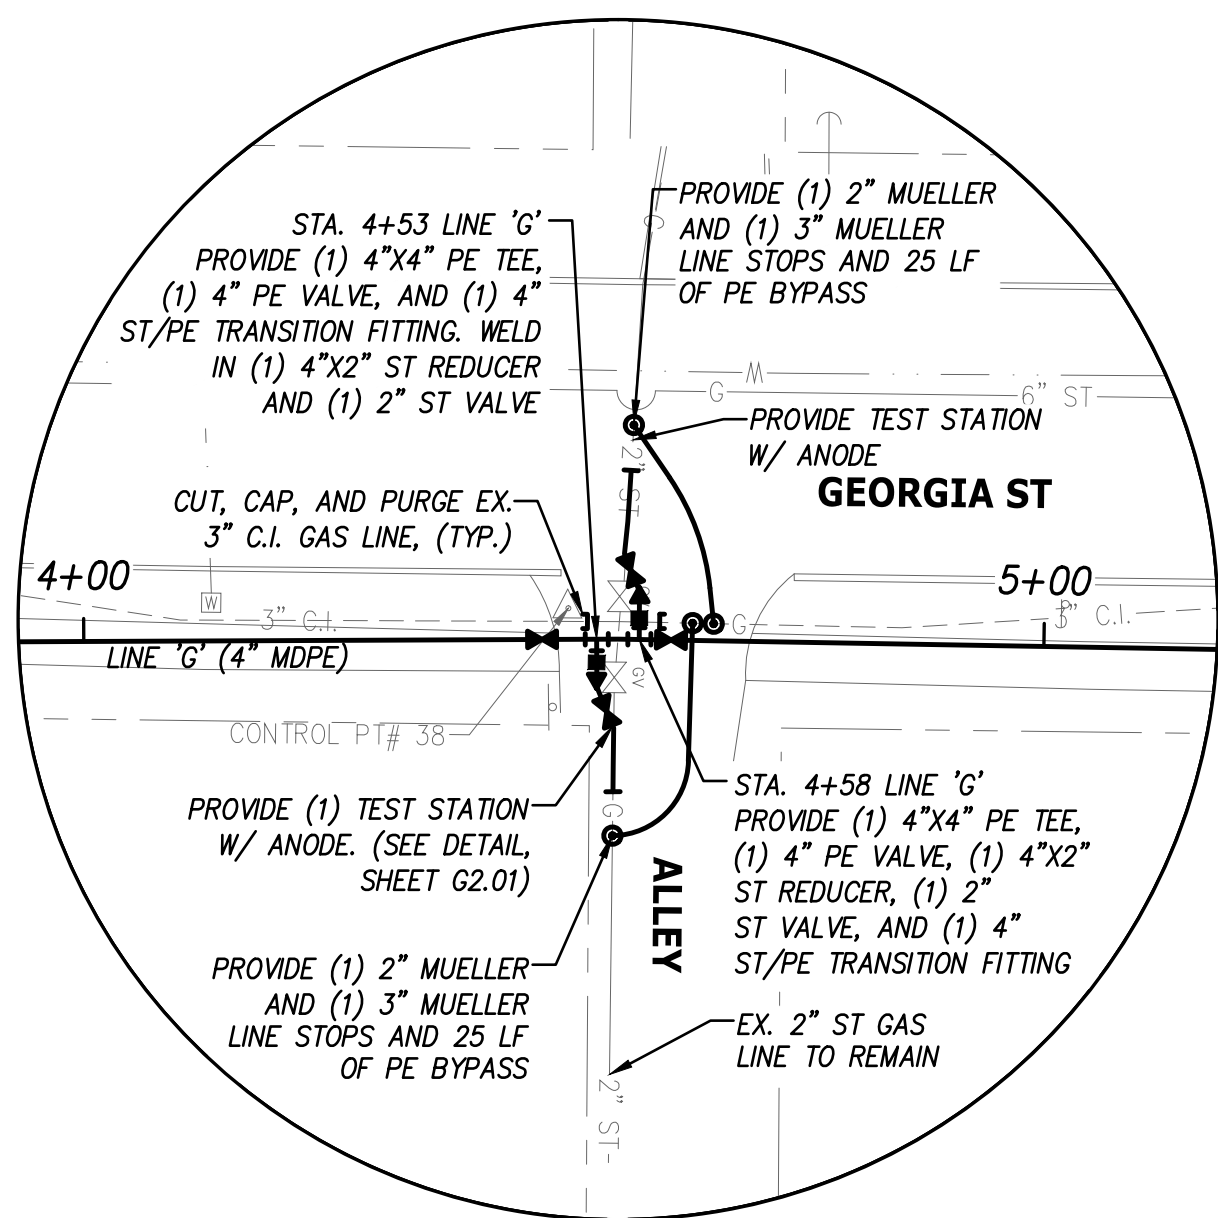 PROVIDE (1) 2" MUELLER
AND (1) 3" MUELLER
LINE STOPS AND 25 LF
OF PE BYPASS
STA. 4+53 LINE 'G'
PROVIDE (1) 4"X4" PE TEE,
(1) 4" PE VALVE, AND (1) 4"
ST/PE TRANSITION FITTING. WELD
IN (1) 4"X2" ST REDUCER
AND (1) 2" ST VALVE
G
G
6" ST
PROVIDE TEST STATION
W/ ANODE
2" ST
GEORGIA ST
CUT, CAP, AND PURGE EX.
3" C.I. GAS LINE, (TYP.)
4+00
5+00
W
3" C.I.
G
3" C.I.
LINE 'G' (4" MDPE)
GV
CONTROL PT# 38
PROVIDE (1) TEST STATION
W/ ANODE. (SEE DETAIL,
SHEET G2.01)
G
STA. 4+58 LINE 'G'
PROVIDE (1) 4"X4" PE TEE,
(1) 4" PE VALVE, (1) 4"X2"
ST REDUCER, (1) 2"
ST VALVE, AND (1) 4"
ST/PE TRANSITION FITTING
ALLEY
PROVIDE (1) 2" MUELLER
AND (1) 3" MUELLER
LINE STOPS AND 25 LF
OF PE BYPASS
EX. 2" ST GAS
LINE TO REMAIN
2" ST